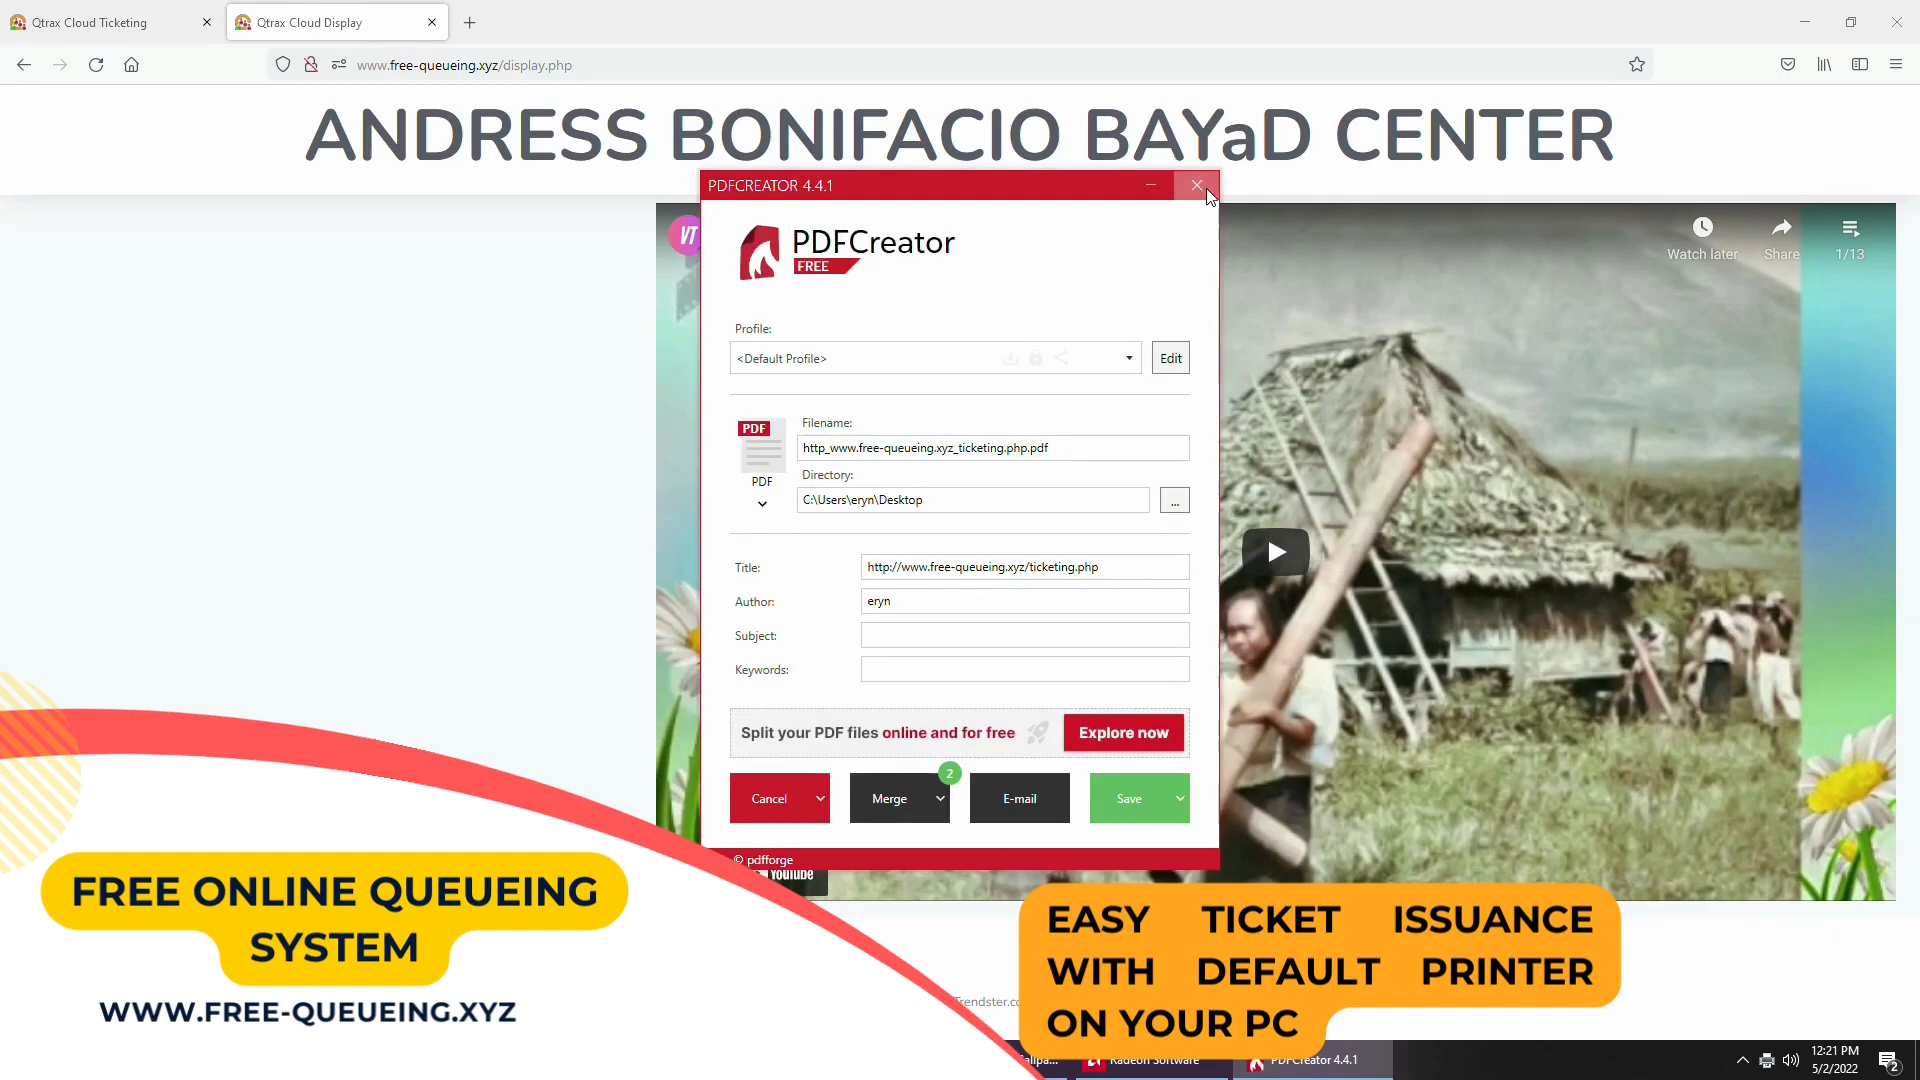 Qtrax Cloud Ticketing
Qtrax Cloud Display
www.free-queueing.xyz/display.php
ANDRESS BONIFACIO BAYaD CENTER
PDFCREATOR 4.4.1
VT
Watch later
Share
1/13
PDFCreator
FREE
Profile:
<Default Profile>
Edit
PDF
Filename:
http_www.free-queueing.xyz_ticketing.php.pdf
PDF
Directory:
C:\Users\eryn\Desktop
...
Title:
http://www.free-queueing.xyz/ticketing.php
Author:
eryn
Subject:
Keywords:
Split your PDF files online and for free
Explore now
2
Cancel
Merge
E-mail
Save
© pdfforge
YouTube
FREE ONLINE QUEUEING
SYSTEM
WWW.FREE-QUEUEING.XYZ
EASY TICKET ISSUANCE
WITH DEFAULT PRINTER
ON YOUR PC
Radeon Software
PDFCreator 4.4.1
12:21 PM
5/2/2022
2